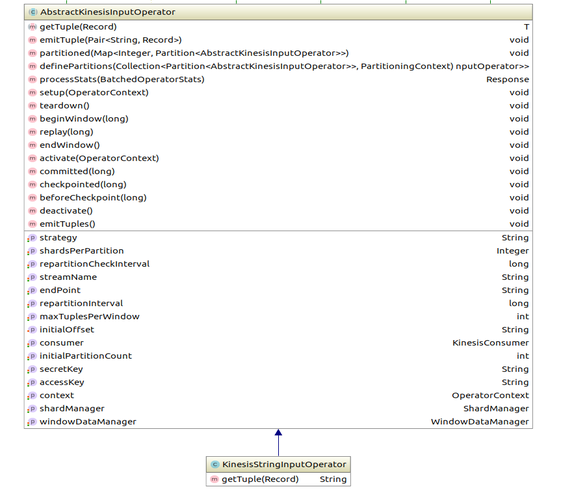 AbstractKinesisInputOperator
getTuple(Record) T
emitTuple(Pair<String, Record>) void
partitioned(Map<Integer, Partition<AbstractKinesisInputOperator>>) void
definePartitions(Collection<Partition<AbstractKinesisInputOperator>>, PartitioningContext) nputOperator>>
processStats(BatchedOperatorStats) Response
setup(OperatorContext) void
teardown() void
beginWindow(long) void
replay(long) void
endWindow() void
activate(OperatorContext) void
committed(long) void
checkpointed(long) void
beforeCheckpoint(long) void
deactivate() void
emitTuples() void
strategy String
shardsPerPartition Integer
repartitionCheckInterval long
streamName String
endPoint String
repartitionInterval long
maxTuplesPerWindow int
initialOffset String
consumer KinesisConsumer
initialPartitionCount int
secretKey String
accessKey String
context OperatorContext
shardManager ShardManager
windowDataManager WindowDataManager
KinesisStringInputOperator
getTuple(Record) String